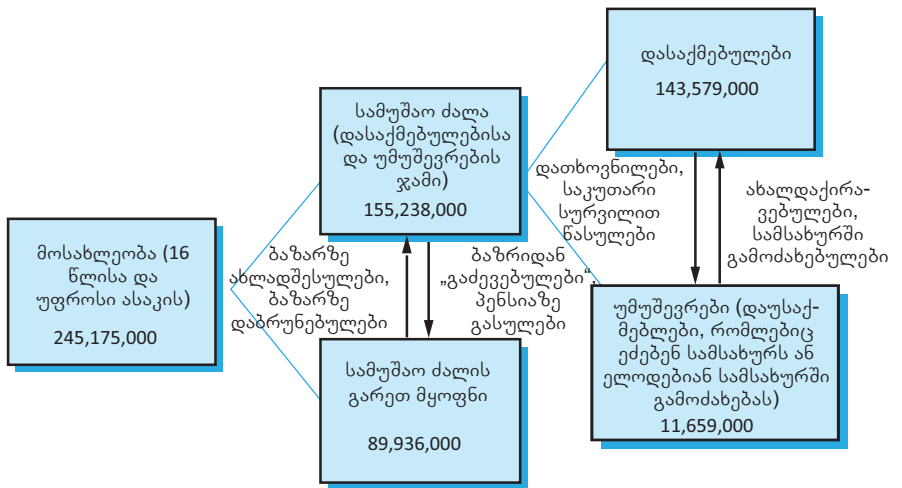 მოსახლეობა (16
წლისა და
უფროსი ასაკის)
245,175,000
სამუშაო ძალა
(დასაქმებულებისა
და უმუშევრების
ჯამი)
155,238,000
ბაზარზე
ახლადშესულები,
ბაზარზე
დაბრუნებულები
ბაზრიდან
„გაძევებულები“,
პენსიაზე
გასულები
სამუშაო ძალის
გარეთ მყოფნი
89,936,000
დასაქმებულები
143,579,000
დათხოვნილები,
საკუთარი
სურვილით
წასულები
ახალდაქირა-
ვებულები,
სამსახურში
გამოძახებულები
უმუშევრები (დაუსაქ-
მებლები, რომლებიც
ეძებენ სამსახურს ან
ელოდებიან სამსახურში
გამოძახებას)
11,659,000